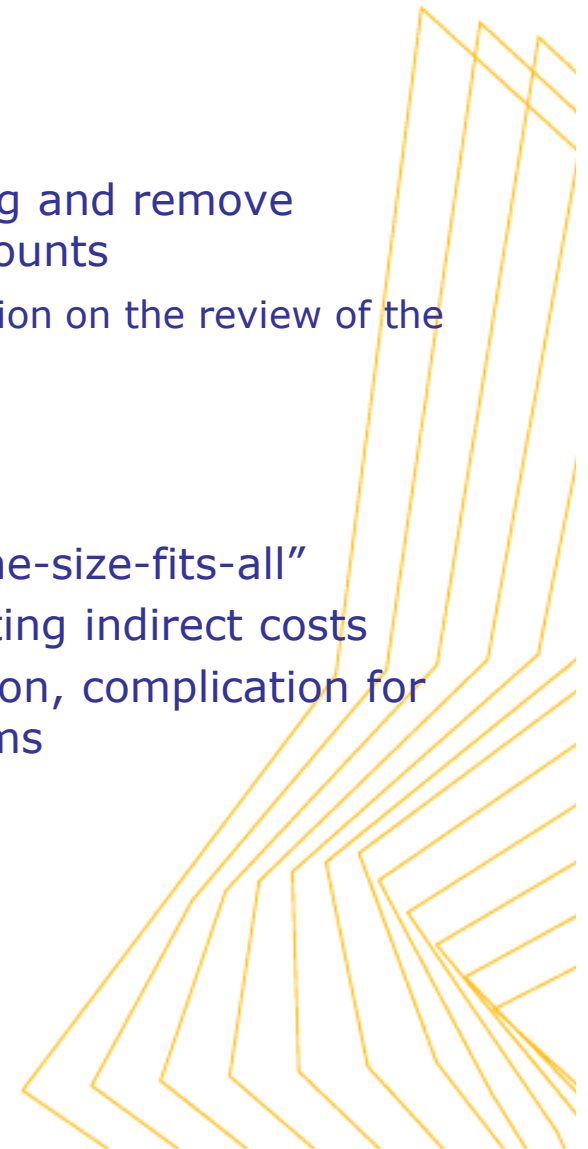 g and remove
ounts
ion on the review of the
ne-size-fits-all”
ting indirect costs
on, complication for
ms